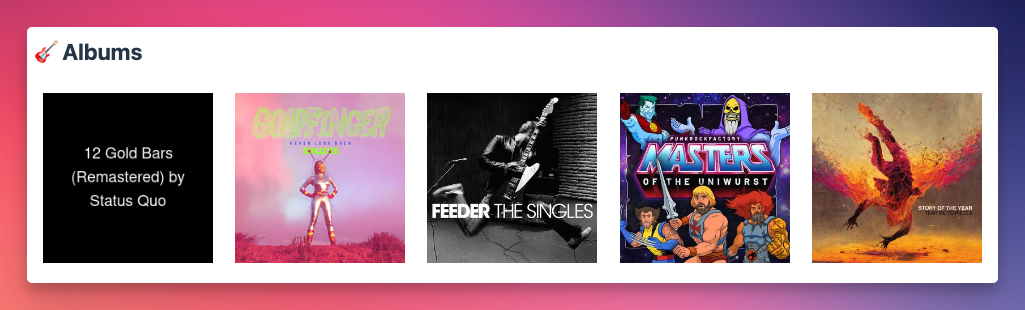 🎸 Albums
12 Gold Bars
(Remastered) by
Status Quo
GOLDFINGER
NEVER LOOK BACK
FEEDER THE SINGLES
PUNKROCKFACTORY
MASTERS
OF THE UNIWURST
STORY OF THE YEAR
TEAR ME TO PIECES